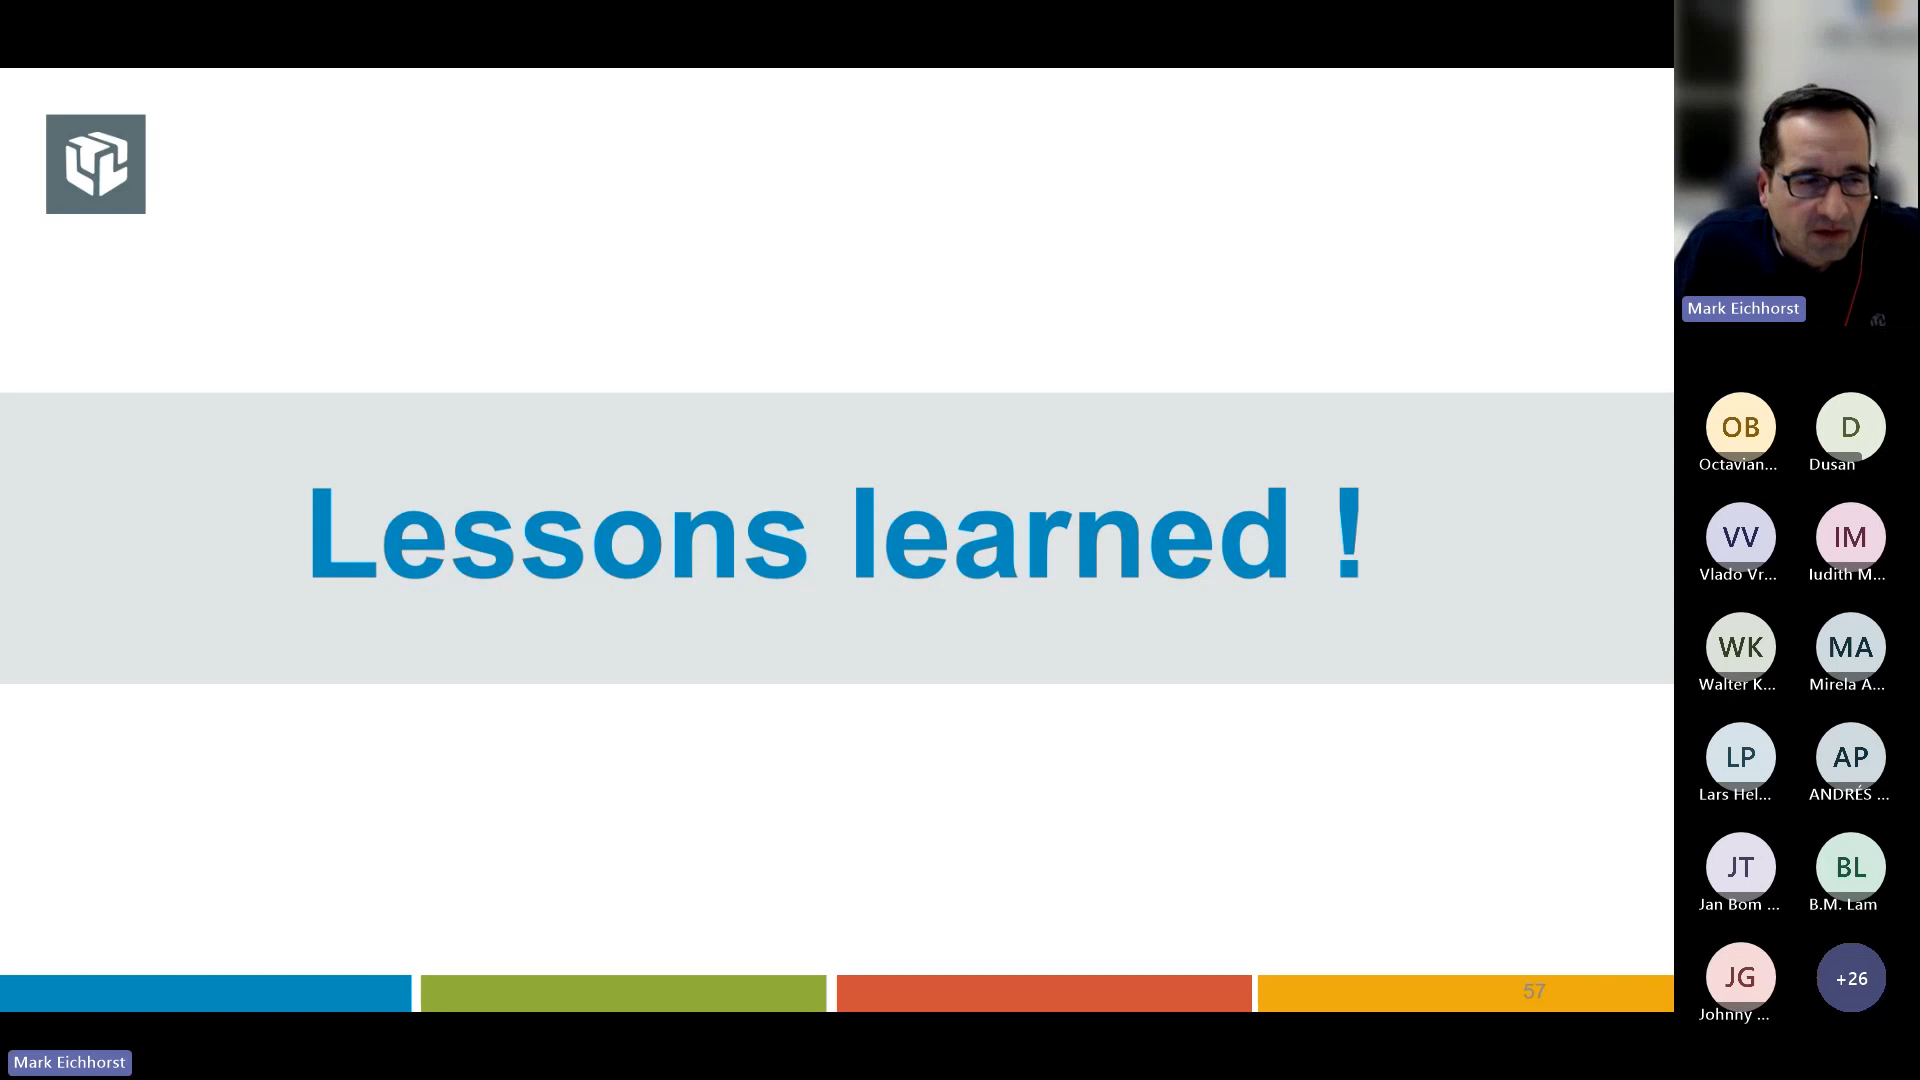 Lessons learned !
57
Mark Eichhorst
Mark Eichhorst
OB
Octavian...
D
Dusan
VV
Vlado Vr...
IM
Iudith M...
WK
Walter K...
MA
Mirela A...
LP
Lars Hel...
AP
ANDRÉS ...
JT
Jan Bom ...
BL
B.M. Lam
JG
Johnny ...
+26